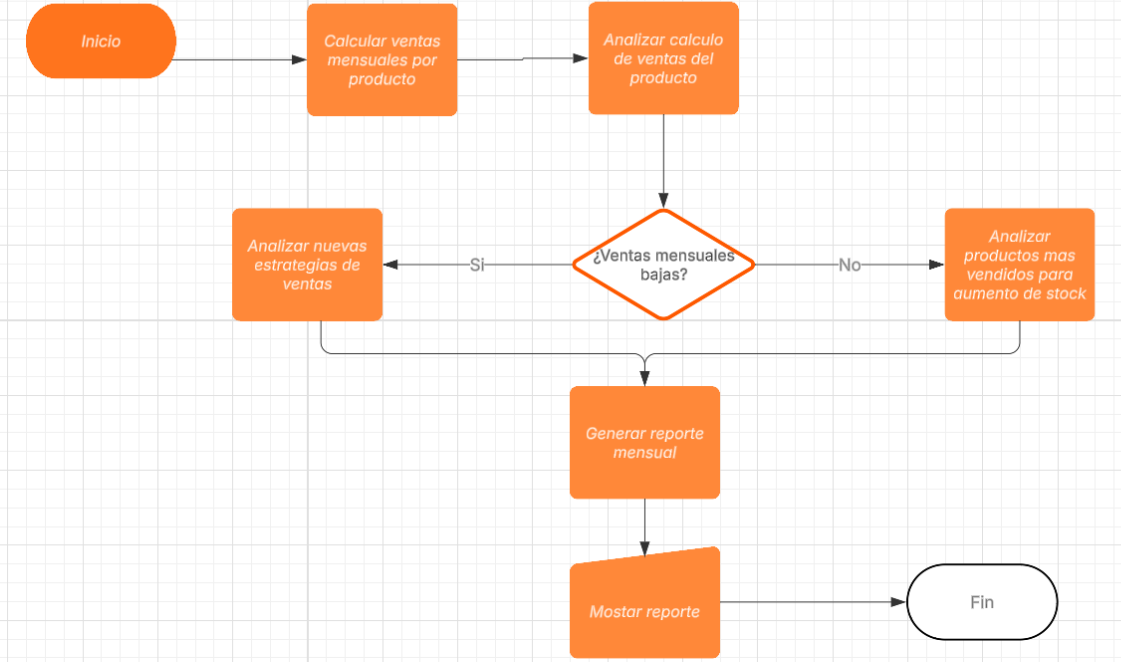 Inicio
Calcular ventas
mensuales por
producto
Analizar calculo
de ventas del
producto
¿Ventas mensuales
bajas?
Si
No
Analizar nuevas
estrategias de
ventas
Analizar
productos mas
vendidos para
aumento de stock
Generar reporte
mensual
Mostar reporte
Fin